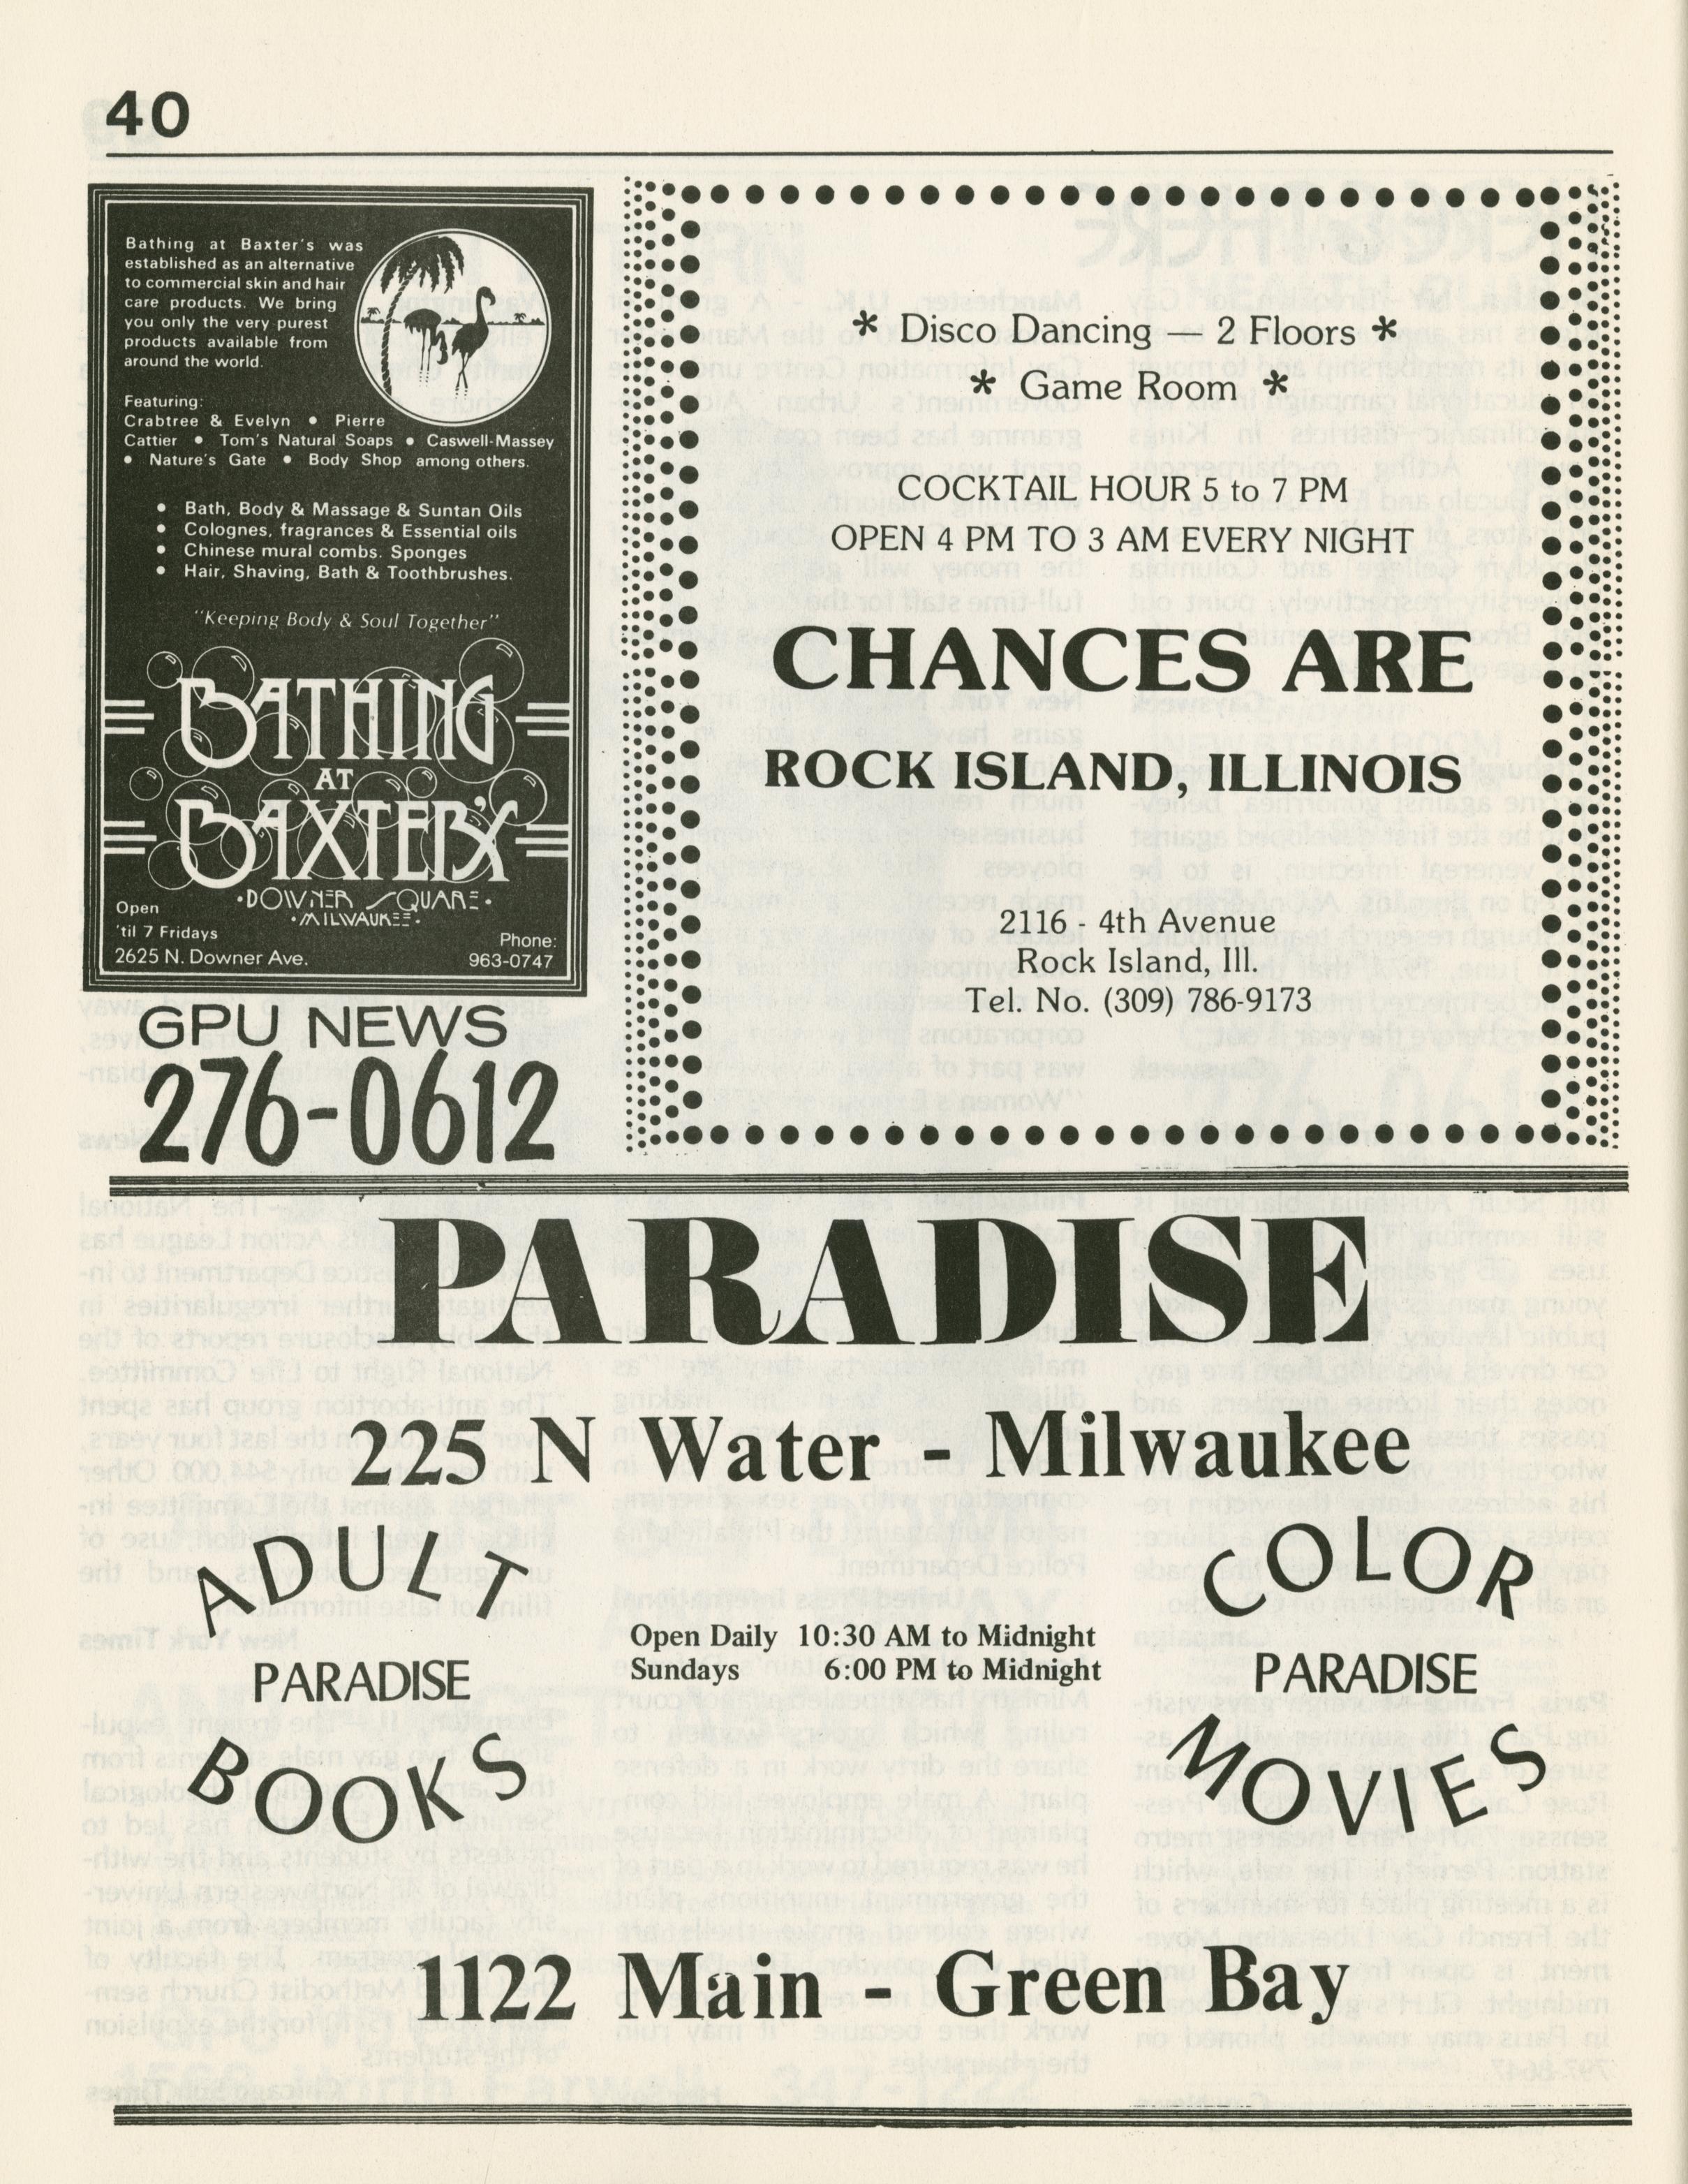 40
Bathing at Baxter's was
established as an alternative
to commercial skin and hair
care products. We bring
you only the very purest
products available from
around the world.
Featuring:
Crabtree & Evelyn • Pierre
Cattier • Tom's Natural Soaps • Caswell-Massey
• Nature's Gate • Body Shop among others.
• Bath, Body & Massage & Suntan Oils
• Colognes, fragrances & Essential oils
• Chinese mural combs. Sponges
• Hair, Shaving, Bath & Toothbrushes.
"Keeping Body & Soul Together"
BATHING
AT
BAXTER'S
•DOWNER SQUARE•
•MILWAUKEE•
Open
'til 7 Fridays
2625 N. Downer Ave.
Phone:
963-0747
GPU NEWS
276-0612
* Disco Dancing — 2 Floors *
* Game Room *
COCKTAIL HOUR 5 to 7 PM
OPEN 4 PM TO 3 AM EVERY NIGHT
CHANCES ARE
ROCK ISLAND, ILLINOIS
2116 - 4th Avenue
Rock Island, Ill.
Tel. No. (309) 786-9173
PARADISE
225 N Water - Milwaukee
ADULT
PARADISE
BOOKS
Open Daily 10:30 AM to Midnight
Sundays 6:00 PM to Midnight
COLOR
PARADISE
MOVIES
1122 Main - Green Bay